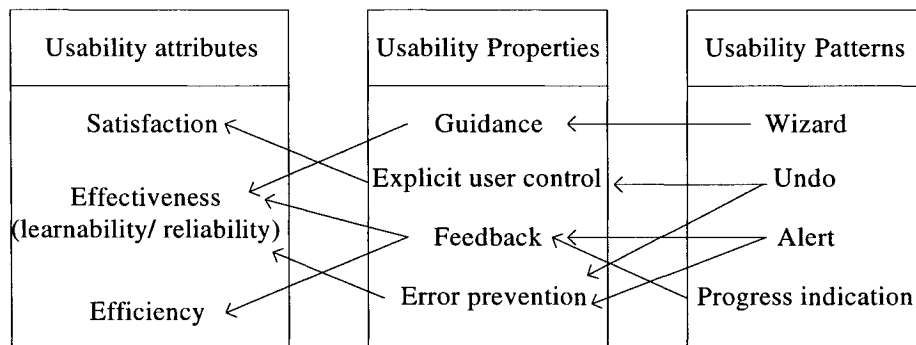 Usability attributes
Satisfaction
Effectiveness
(learnability/ reliability)
Efficiency
Usability Properties
Guidance
Explicit user control
Feedback
Error prevention
Usability Patterns
Wizard
Undo
Alert
Progress indication